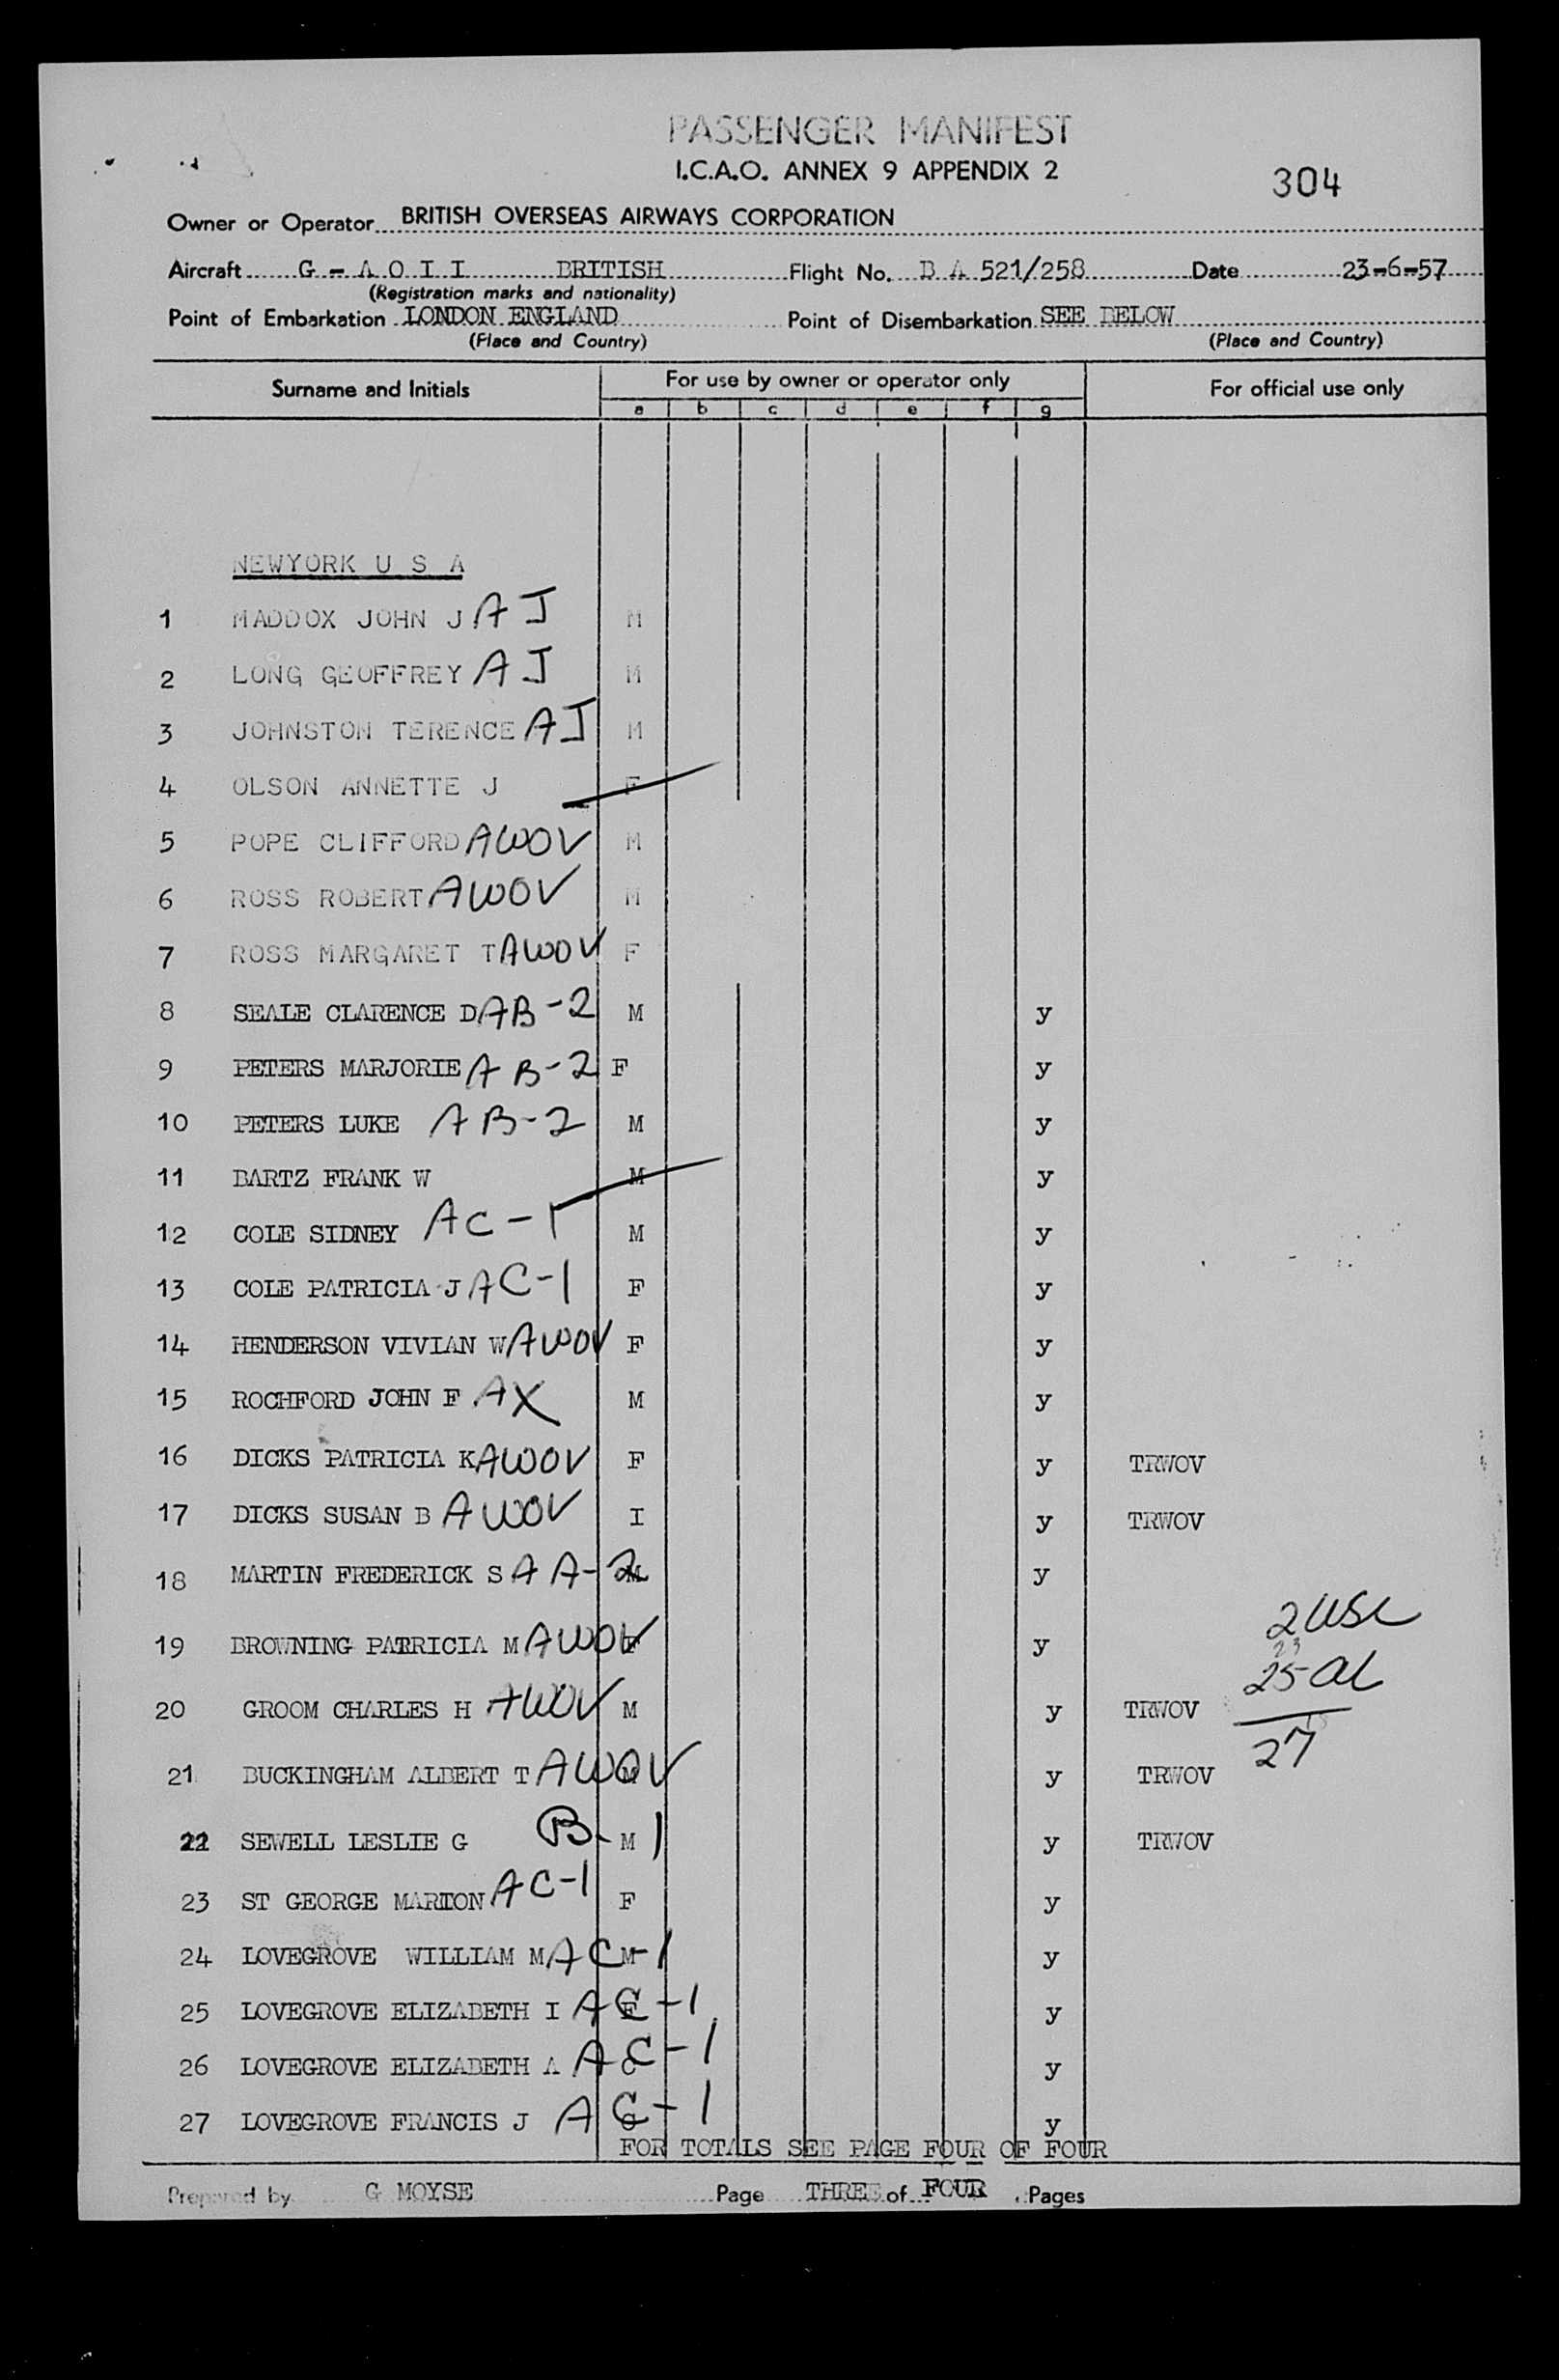 PASSENGER MANIFEST
I.C.A.O. ANNEX 9 APPENDIX 2
304
Owner or Operator BRITISH OVERSEAS AIRWAYS CORPORATION
Aircraft G - A O I I BRITISH Flight No. B A 521/258 Date 23-6-57
(Registration marks and nationality)
Point of Embarkation LONDON ENGLAND Point of Disembarkation SEE BELOW
(Place and Country) (Place and Country)
Surname and Initials For use by owner or operator only For official use only
a b c d e f g
NEWYORK U S A
1 MADDOX JOHN J AJ M
2 LONG GEOFFREY AJ M
3 JOHNSTON TERENCE AJ M
4 OLSON ANNETTE J F
5 POPE CLIFFORD AWOV M
6 ROSS ROBERT AWOV M
7 ROSS MARGARET T AWOV F
8 SEALE CLARENCE D AB-2 M y
9 PETERS MARJORIE AB-2 F y
10 PETERS LUKE AB-2 M y
11 BARTZ FRANK W M y
12 COLE SIDNEY AC-1 M y
13 COLE PATRICIA J AC-1 F y
14 HENDERSON VIVIAN W AWOV F y
15 ROCHFORD JOHN F AX M y
16 DICKS PATRICIA K AWOV F y TRWOV
17 DICKS SUSAN B AWOV I y TRWOV
18 MARTIN FREDERICK S AA-2 M y
19 BROWNING PATRICIA M AWOV F y
2 USC
23
25 al
20 GROOM CHARLES H AWOV M y TRWOV
27
21 BUCKINGHAM ALBERT T AWOV M y TRWOV
22 SEWELL LESLIE G B-1 M y TRWOV
23 ST GEORGE MARION AC-1 F y
24 LOVEGROVE WILLIAM M AC-1 M y
25 LOVEGROVE ELIZABETH I AC-1 F y
26 LOVEGROVE ELIZABETH A AC-1 C y
27 LOVEGROVE FRANCIS J AC-1 C y
FOR TOTALS SEE PAGE FOUR OF FOUR
Prepared by G MOYSE Page THREE of FOUR Pages